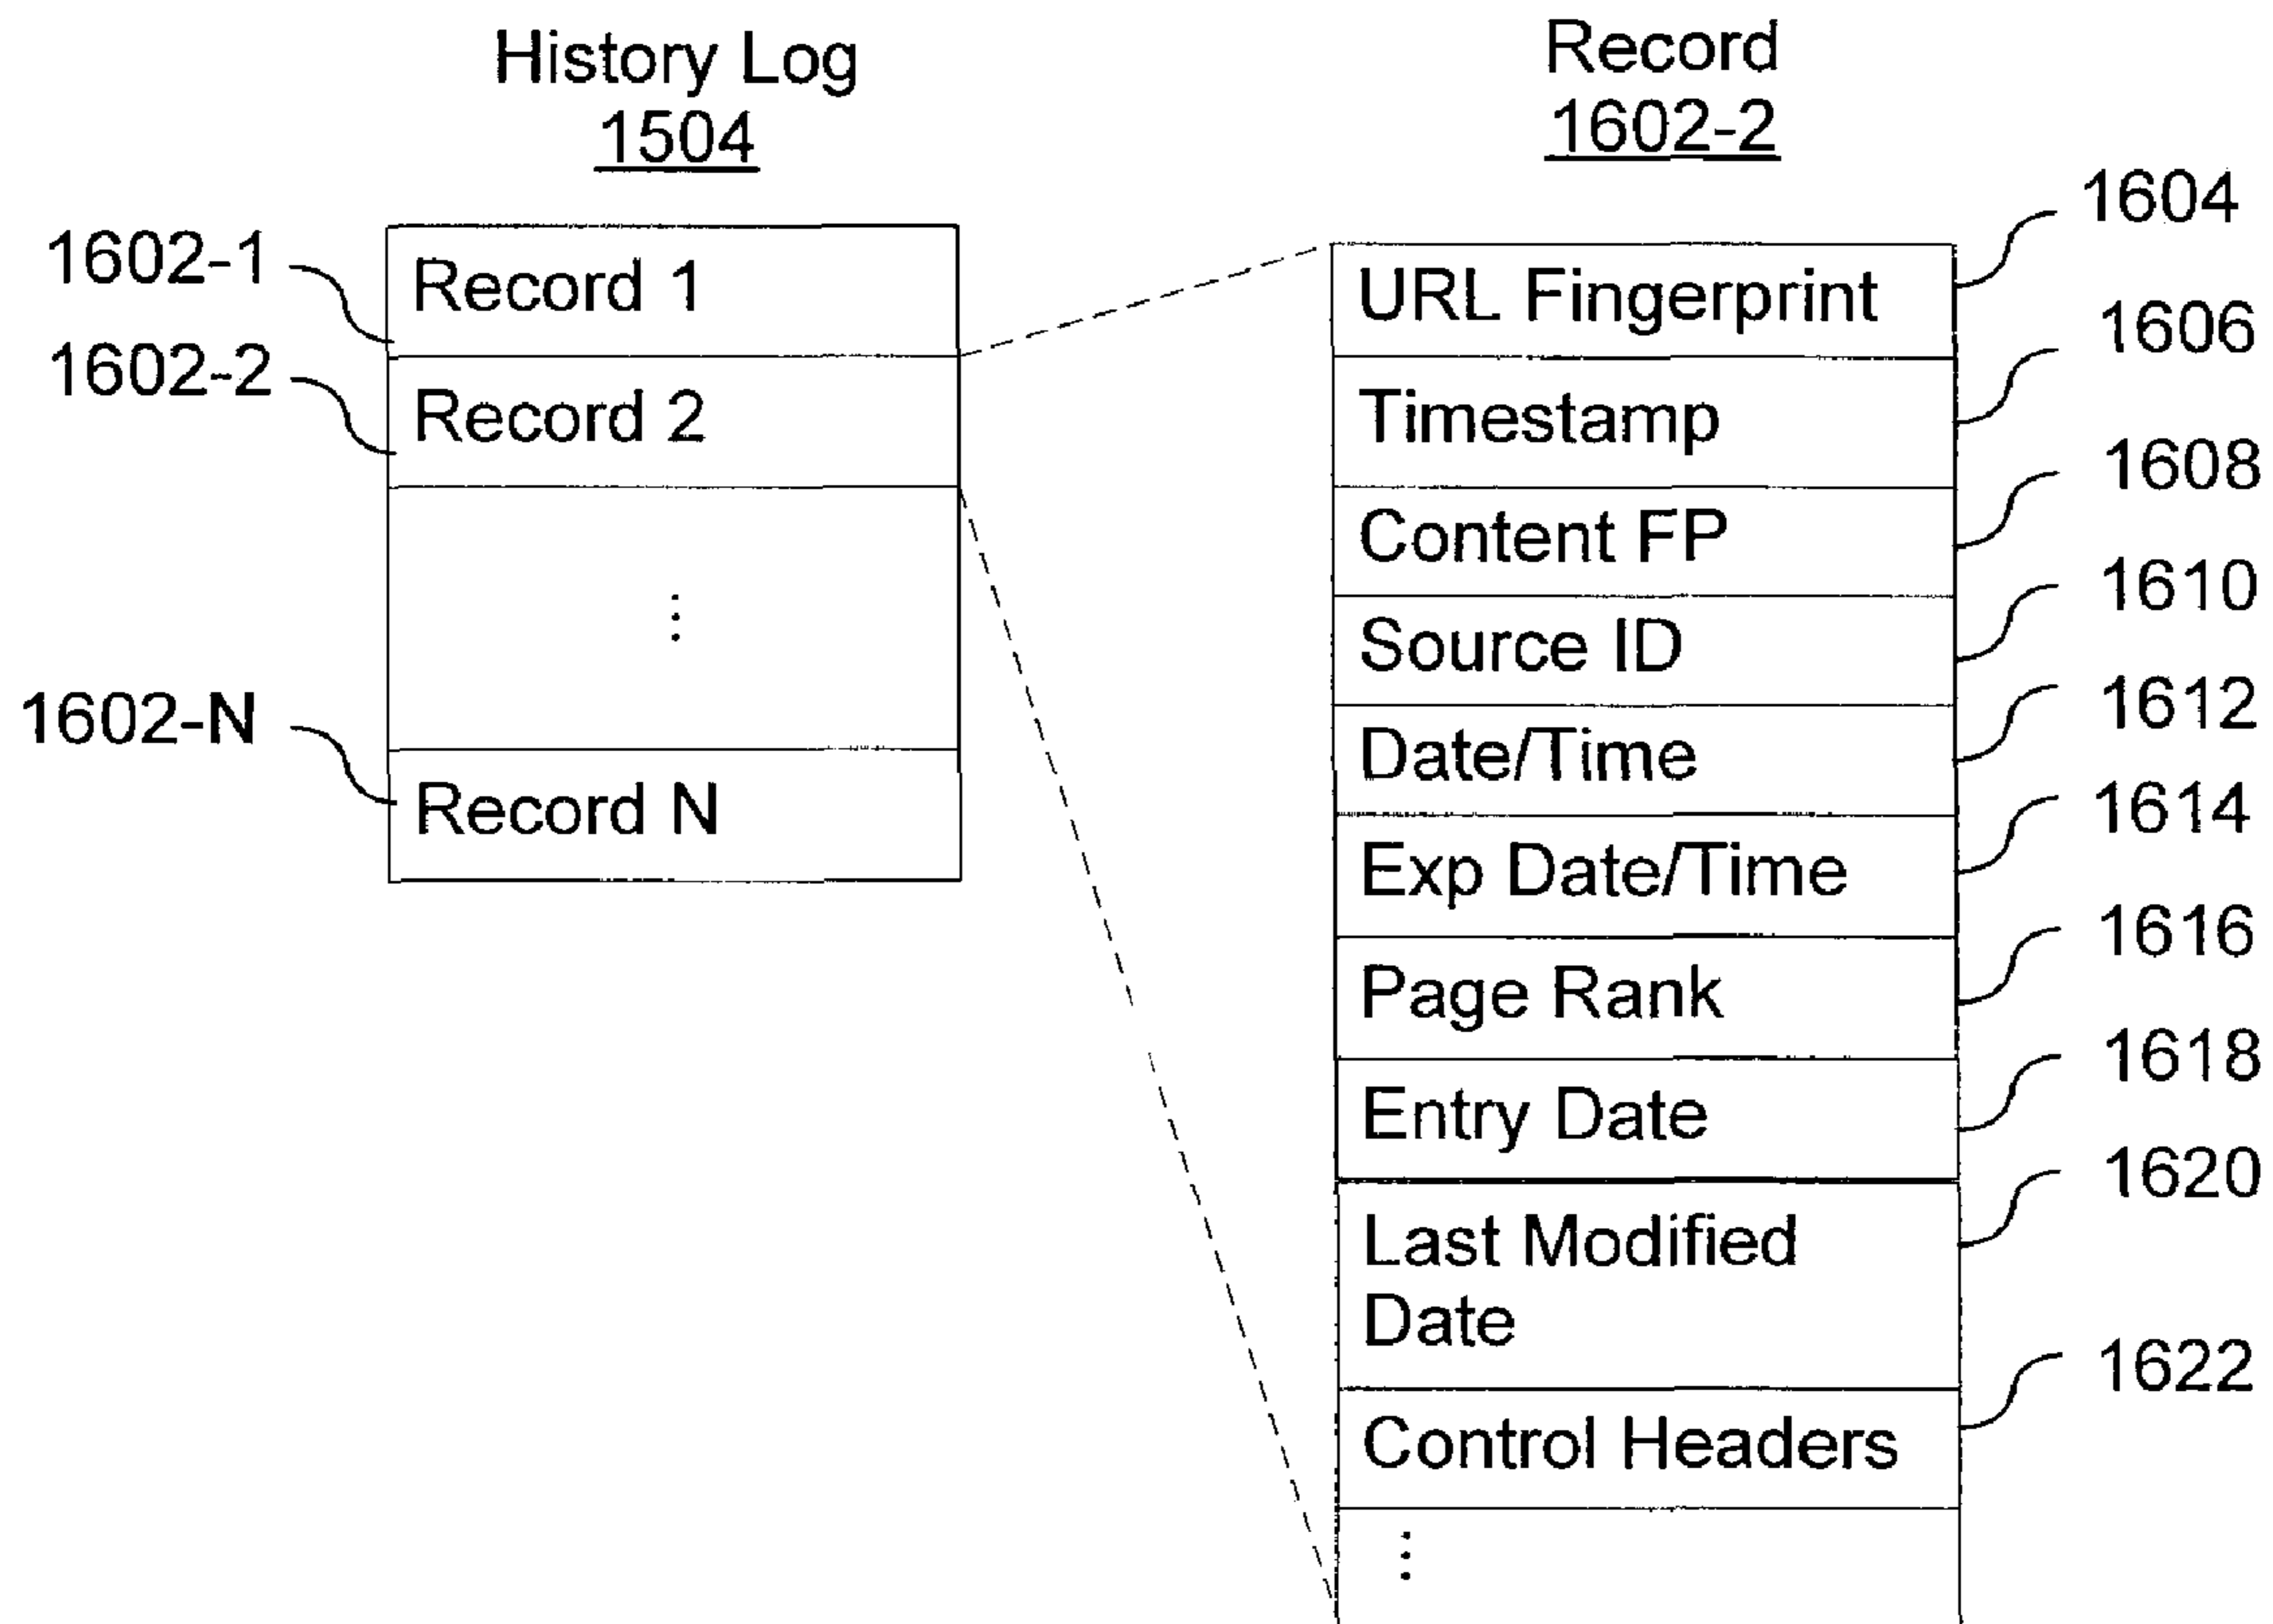 History Log
1504
1602-1
Record 1
1602-2
Record 2
⋮
1602-N
Record N
Record
1602-2
URL Fingerprint
1604
Timestamp
1606
Content FP
1608
Source ID
1610
Date/Time
1612
Exp Date/Time
1614
Page Rank
1616
Entry Date
1618
Last Modified
Date
1620
Control Headers
1622
⋮